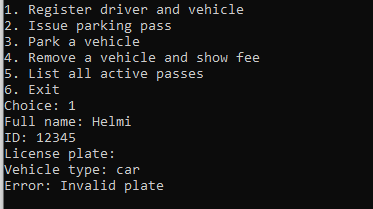 1. Register driver and vehicle
2. Issue parking pass
3. Park a vehicle
4. Remove a vehicle and show fee
5. List all active passes
6. Exit
Choice: 1
Full name: Helmi
ID: 12345
License plate:
Vehicle type: car
Error: Invalid plate